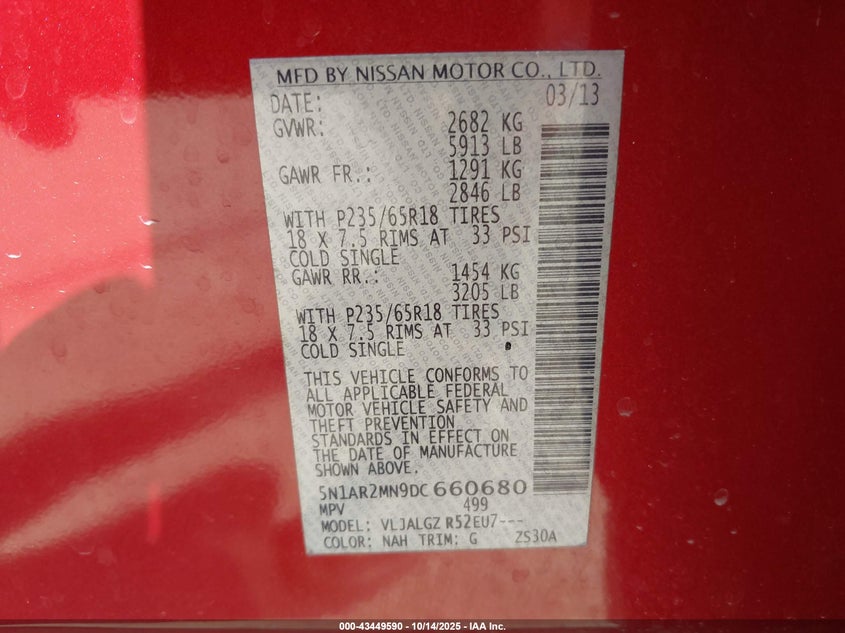 MFD BY NISSAN MOTOR CO., LTD.
DATE: 03/13
GVWR: 2682 KG
5913 LB
GAWR FR.: 1291 KG
2846 LB
WITH P235/65R18 TIRES
18 X 7.5 RIMS AT 33 PSI
COLD SINGLE
GAWR RR.: 1454 KG
3205 LB
WITH P235/65R18 TIRES
18 X 7.5 RIMS AT 33 PSI
COLD SINGLE
THIS VEHICLE CONFORMS TO
ALL APPLICABLE FEDERAL
MOTOR VEHICLE SAFETY AND
THEFT PREVENTION
STANDARDS IN EFFECT ON
THE DATE OF MANUFACTURE
SHOWN ABOVE.
5N1AR2MN9DC660680
MPV 499
MODEL: VLJALGZ R52EU7---
COLOR: NAH TRIM: G ZS30A
000-43449590 - 10/14/2025 - IAA Inc.